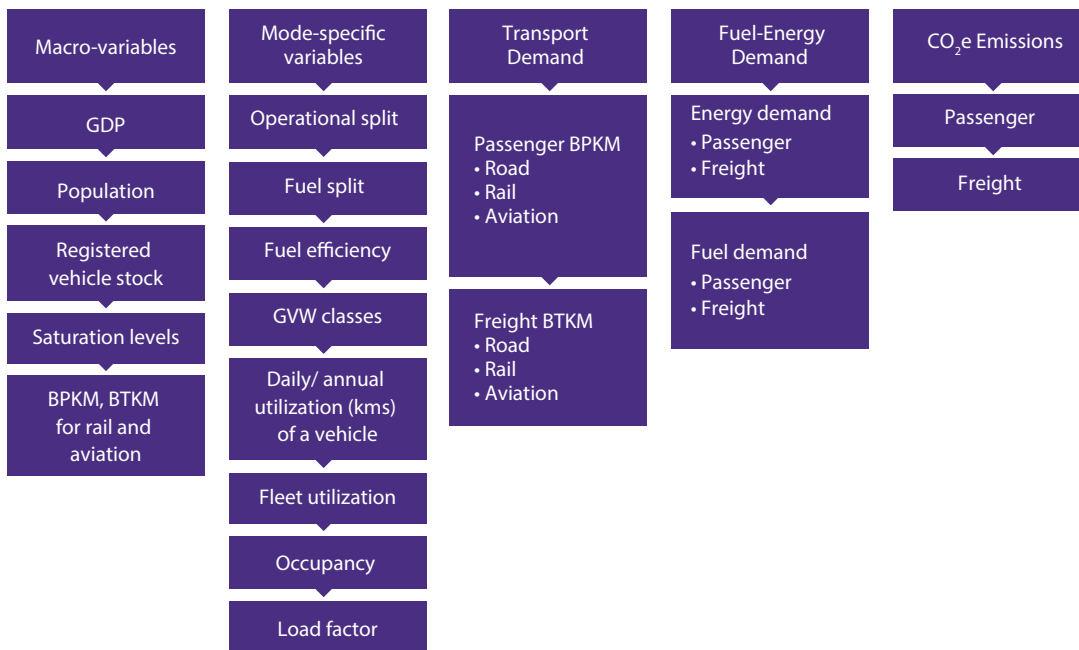 Macro-variables
GDP
Population
Registered
vehicle stock
Saturation levels
BPKM, BTKM
for rail and
aviation
Mode-specific
variables
Operational split
Fuel split
Fuel efficiency
GVW classes
Daily/ annual
utilization (kms)
of a vehicle
Fleet utilization
Occupancy
Load factor
Transport
Demand
Passenger BPKM
• Road
• Rail
• Aviation
Freight BTKM
• Road
• Rail
• Aviation
Fuel-Energy
Demand
Energy demand
• Passenger
• Freight
Fuel demand
• Passenger
• Freight
CO₂e Emissions
Passenger
Freight